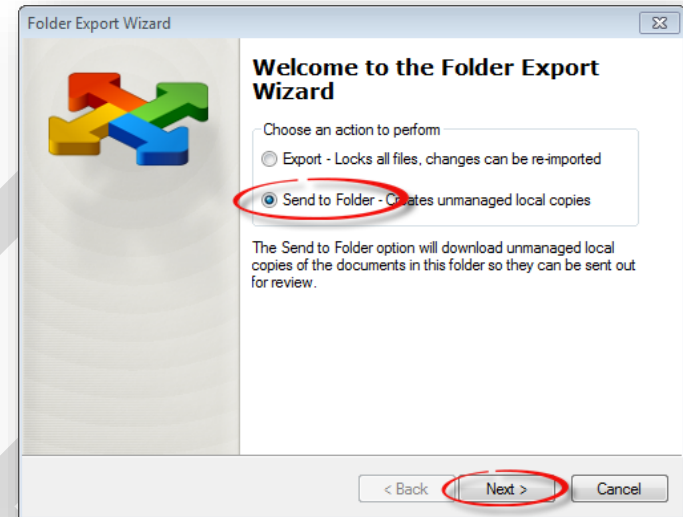 Folder Export Wizard
Welcome to the Folder Export
Wizard
Choose an action to perform
Export - Locks all files, changes can be re-imported
Send to Folder - Creates unmanaged local copies
The Send to Folder option will download unmanaged local
copies of the documents in this folder so they can be sent out
for review.
< Back
Next >
Cancel